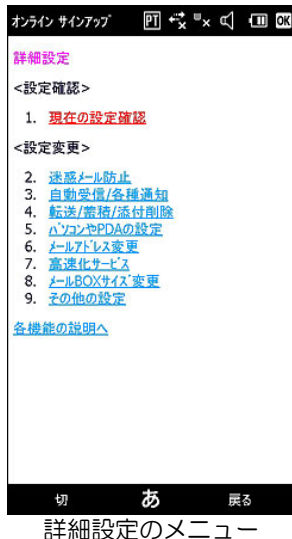 オンライン サインアップ PT OK
詳細設定
<設定確認>
1. 現在の設定確認
<設定変更>
2. 迷惑メール防止
3. 自動受信/各種通知
4. 転送/蓄積/添付削除
5. パソコンやPDAの設定
6. メールアドレス変更
7. 高速化サービス
8. メールBOXサイズ変更
9. その他の設定
各機能の説明へ
切 あ 戻る
詳細設定のメニュー